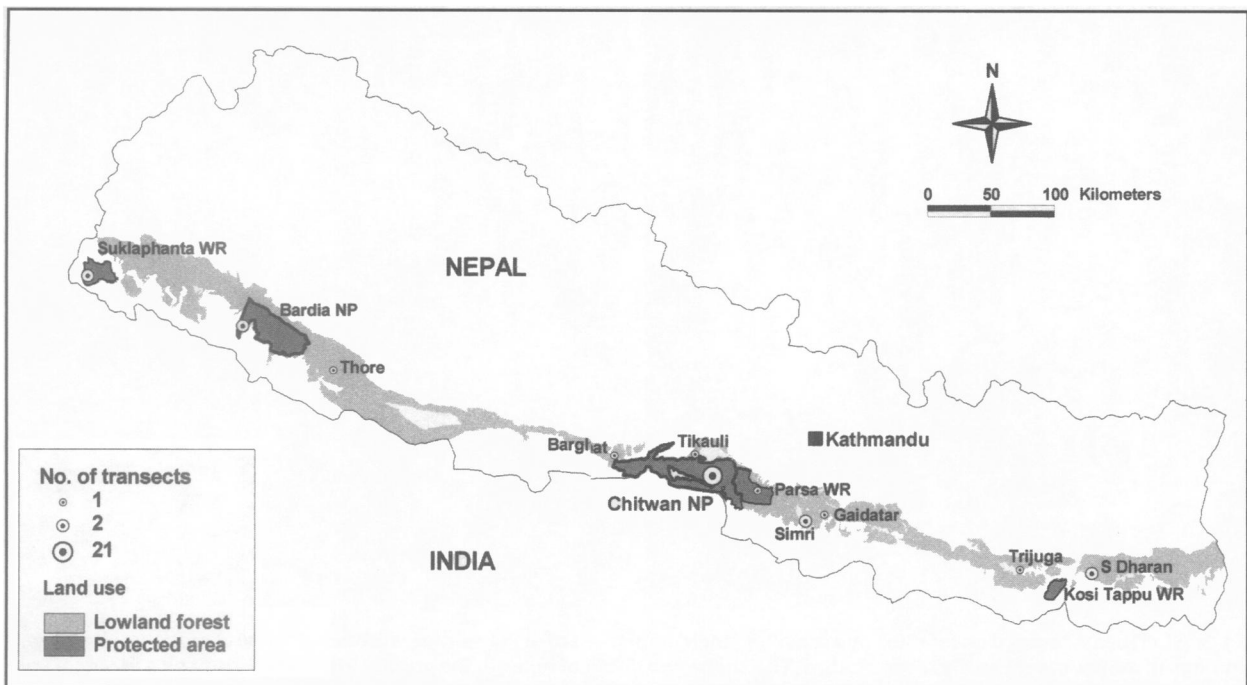 N
0 50 100 Kilometers
Suklaphanta WR
NEPAL
Bardia NP
Thore
Barghat
Tikauli
Kathmandu
Parsa WR
Chitwan NP
Gaidatar
Simri
INDIA
Trijuga
S Dharan
Kosi Tappu WR
No. of transects
1
2
21
Land use
Lowland forest
Protected area